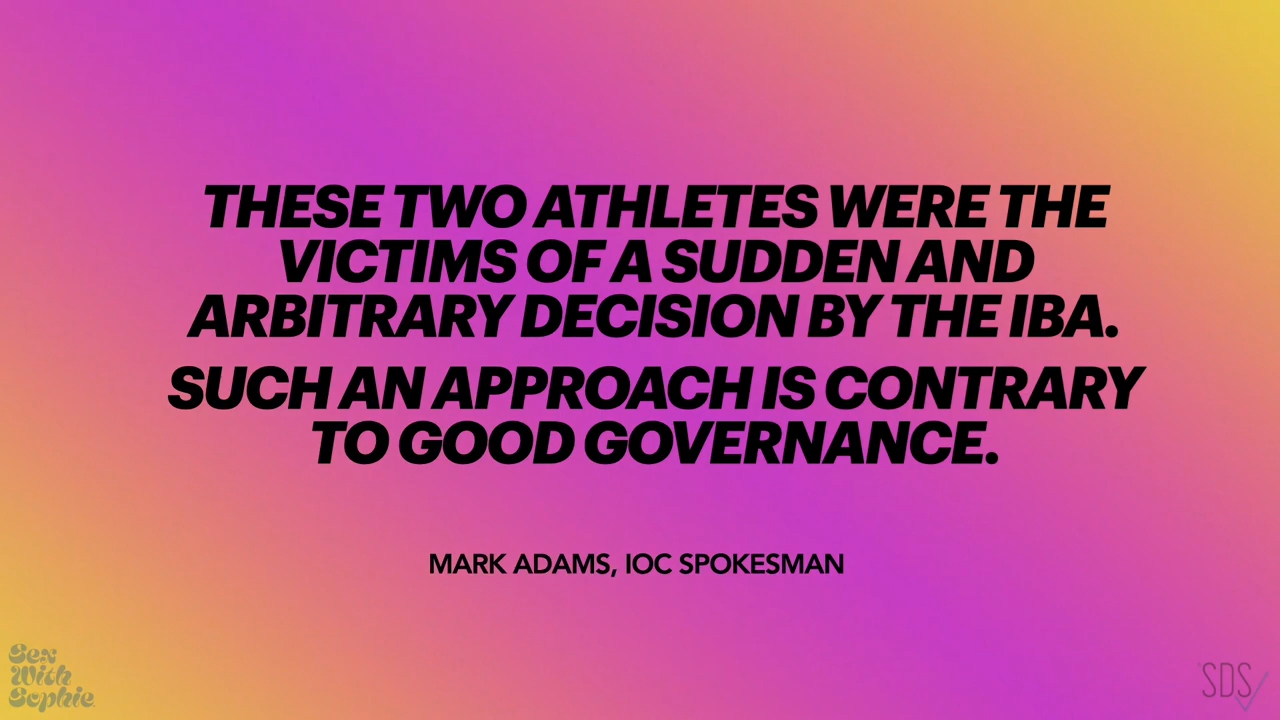 THESE TWO ATHLETES WERE THE
VICTIMS OF A SUDDEN AND
ARBITRARY DECISION BY THE IBA.
SUCH AN APPROACH IS CONTRARY
TO GOOD GOVERNANCE.
MARK ADAMS, IOC SPOKESMAN
Sex
With
Sophie
SDS